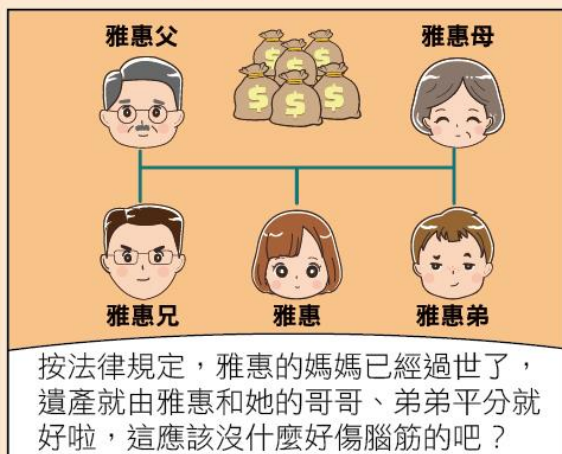 雅惠父
雅惠母
$ $ $ $ $ $
雅惠兄
雅惠
雅惠弟
按法律規定，雅惠的媽媽已經過世了，
遺產就由雅惠和她的哥哥、弟弟平分就
好啦，這應該沒什麼好傷腦筋的吧？